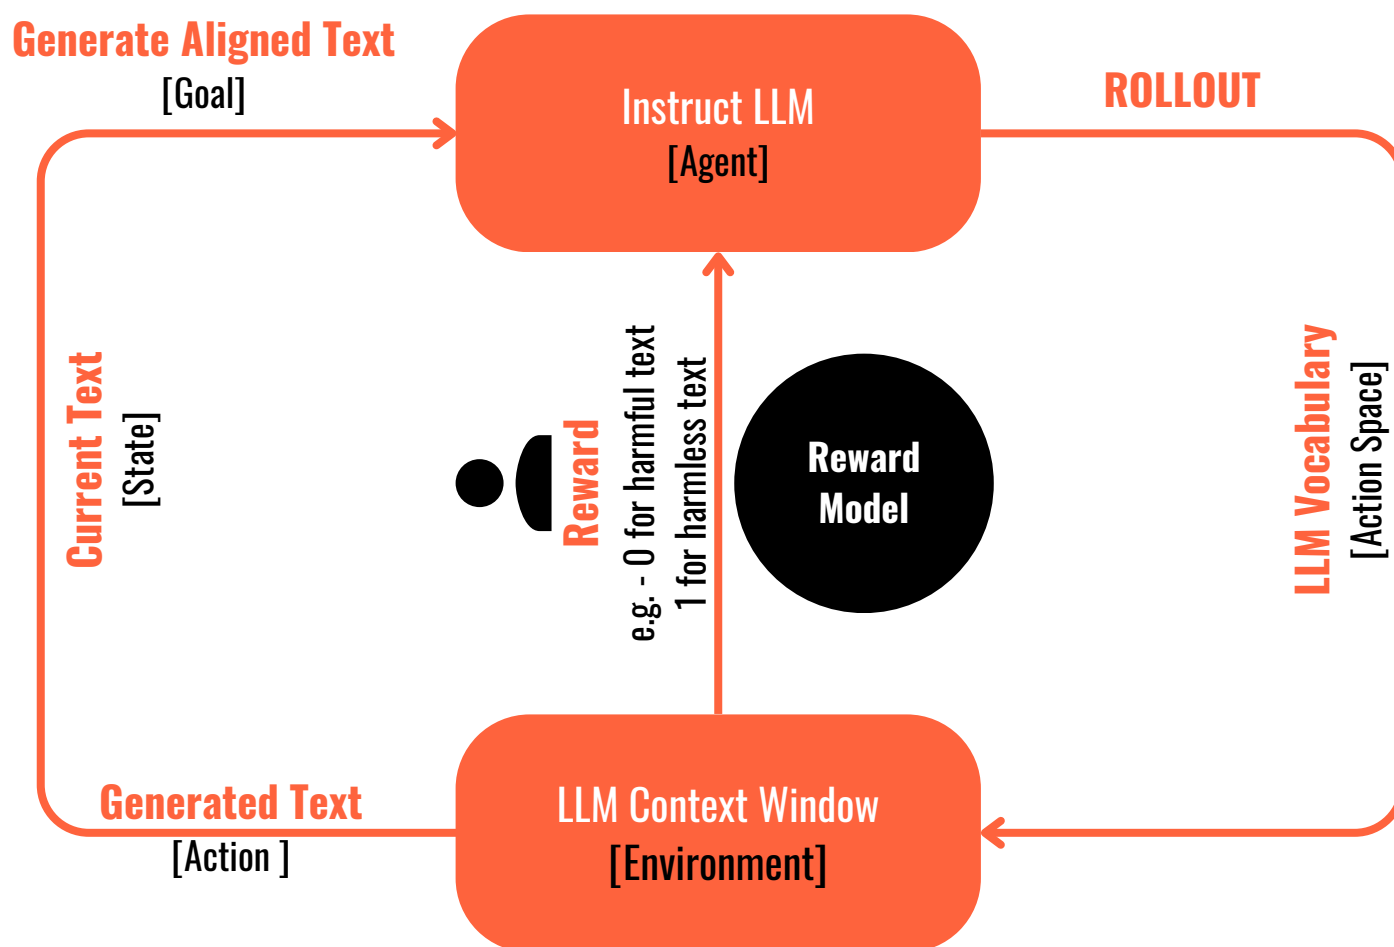 Generate Aligned Text
[Goal]
Instruct LLM
[Agent]
ROLLOUT
Current Text
[State]
Reward
e.g. - 0 for harmful text
1 for harmless text
Reward
Model
LLM Vocabulary
[Action Space]
Generated Text
[Action ]
LLM Context Window
[Environment]